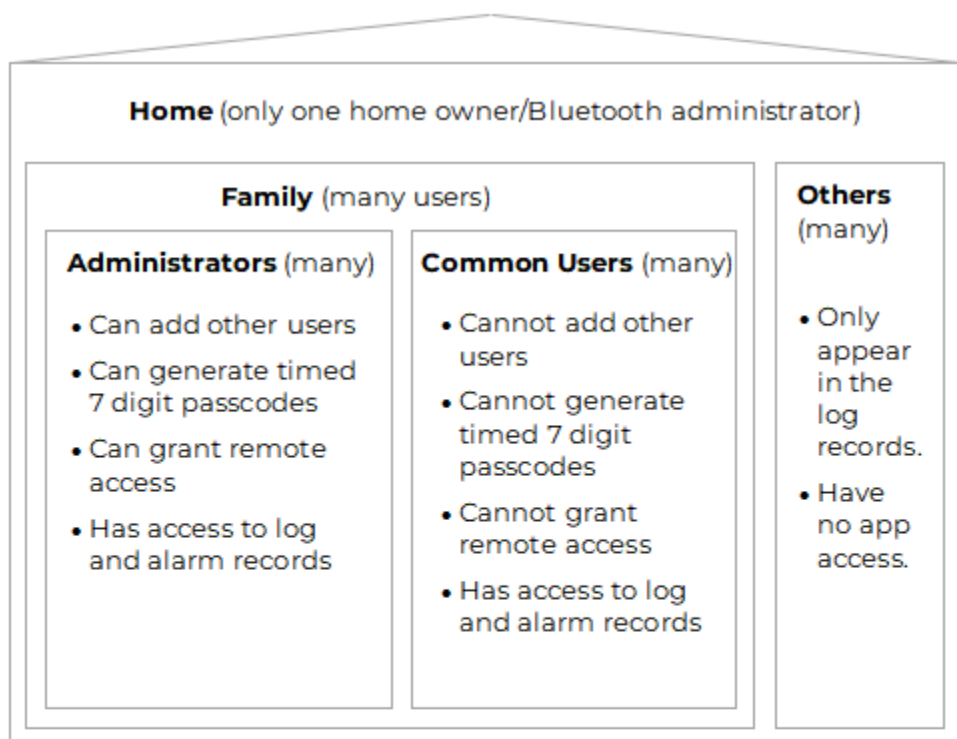 Home (only one home owner/Bluetooth administrator)
Family (many users)
Administrators (many)
• Can add other users
• Can generate timed
7 digit passcodes
• Can grant remote
access
• Has access to log
and alarm records
Common Users (many)
• Cannot add other
users
• Cannot generate
timed 7 digit
passcodes
• Cannot grant
remote access
• Has access to log
and alarm records
Others
(many)
• Only
appear
in the
log
records.
• Have
no app
access.